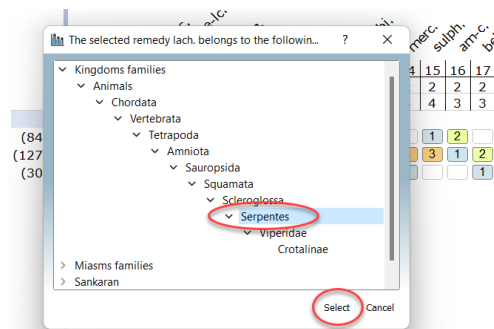 merc.
sulph.
am-c.
The selected remedy lach. belongs to the followin... ? ×
Kingdoms families
Animals
Chordata
Vertebrata
Tetrapoda
Amniota
Sauropsida
Squamata
Scleroglossa
Serpentes
Viperidae
Crotalinae
Miasms families
Sankaran
Select Cancel
4 15 16 17
2 2 2
4 3 3
(84 1 2
(127 3 1 2
(30 1